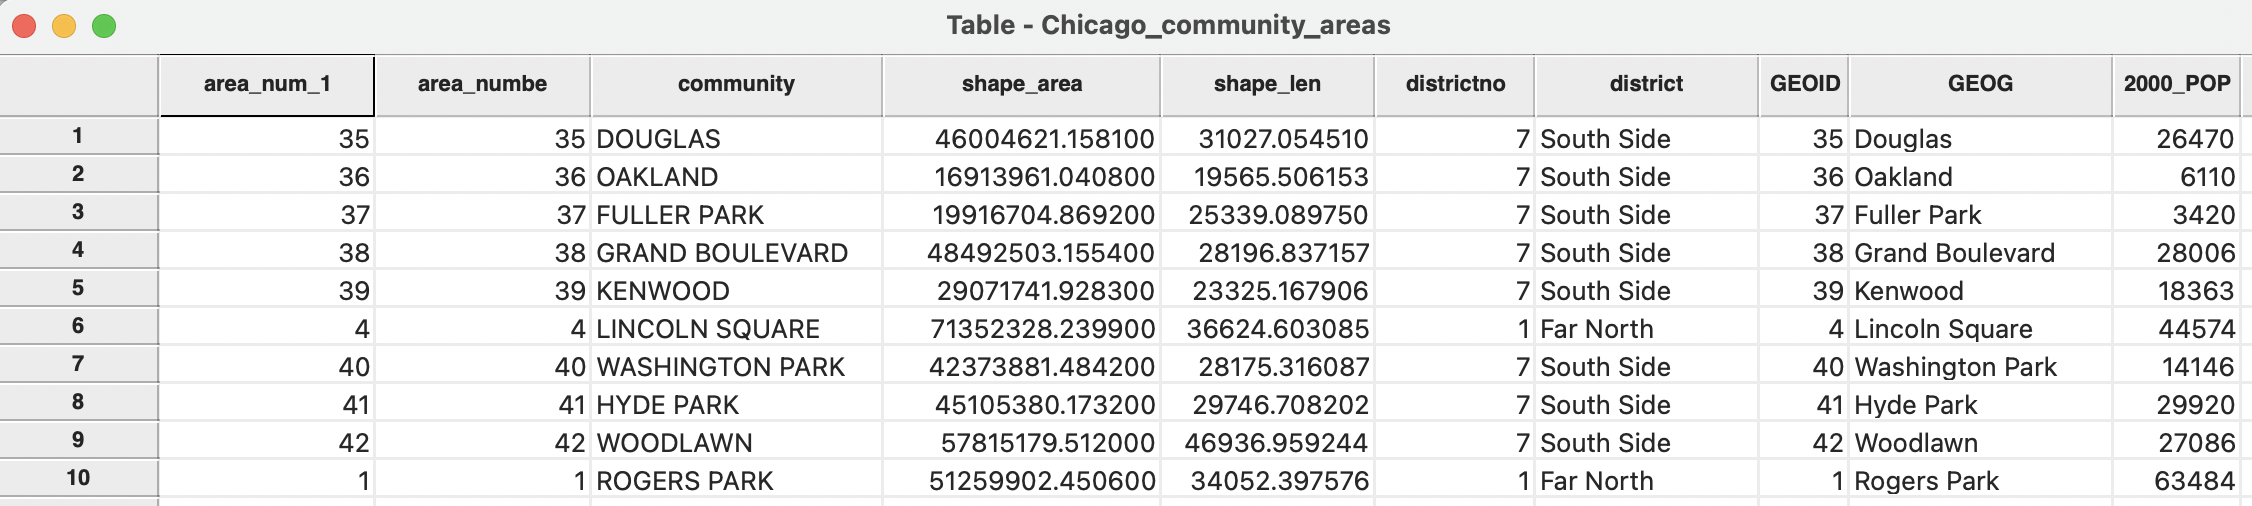 Table - Chicago_community_areas
area_num_1 area_numbe community shape_area shape_len districtno district GEOID GEOG 2000_POP
1 35 35 DOUGLAS 46004621.158100 31027.054510 7 South Side 35 Douglas 26470
2 36 36 OAKLAND 16913961.040800 19565.506153 7 South Side 36 Oakland 6110
3 37 37 FULLER PARK 19916704.869200 25339.089750 7 South Side 37 Fuller Park 3420
4 38 38 GRAND BOULEVARD 48492503.155400 28196.837157 7 South Side 38 Grand Boulevard 28006
5 39 39 KENWOOD 29071741.928300 23325.167906 7 South Side 39 Kenwood 18363
6 4 4 LINCOLN SQUARE 71352328.239900 36624.603085 1 Far North 4 Lincoln Square 44574
7 40 40 WASHINGTON PARK 42373881.484200 28175.316087 7 South Side 40 Washington Park 14146
8 41 41 HYDE PARK 45105380.173200 29746.708202 7 South Side 41 Hyde Park 29920
9 42 42 WOODLAWN 57815179.512000 46936.959244 7 South Side 42 Woodlawn 27086
10 1 1 ROGERS PARK 51259902.450600 34052.397576 1 Far North 1 Rogers Park 63484